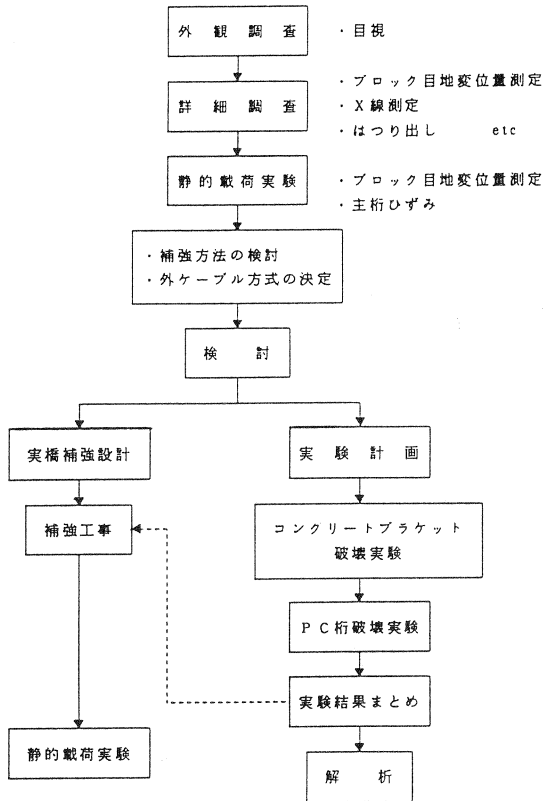 外観調査
・目視
詳細調査
・ブロック目地変位量測定
・X線測定
・はつり出し etc
静的載荷実験
・ブロック目地変位量測定
・主桁ひずみ
・補強方法の検討
・外ケーブル方式の決定
検討
実橋補強設計
実験計画
補強工事
コンクリートブラケット
破壊実験
PC桁破壊実験
実験結果まとめ
静的載荷実験
解析